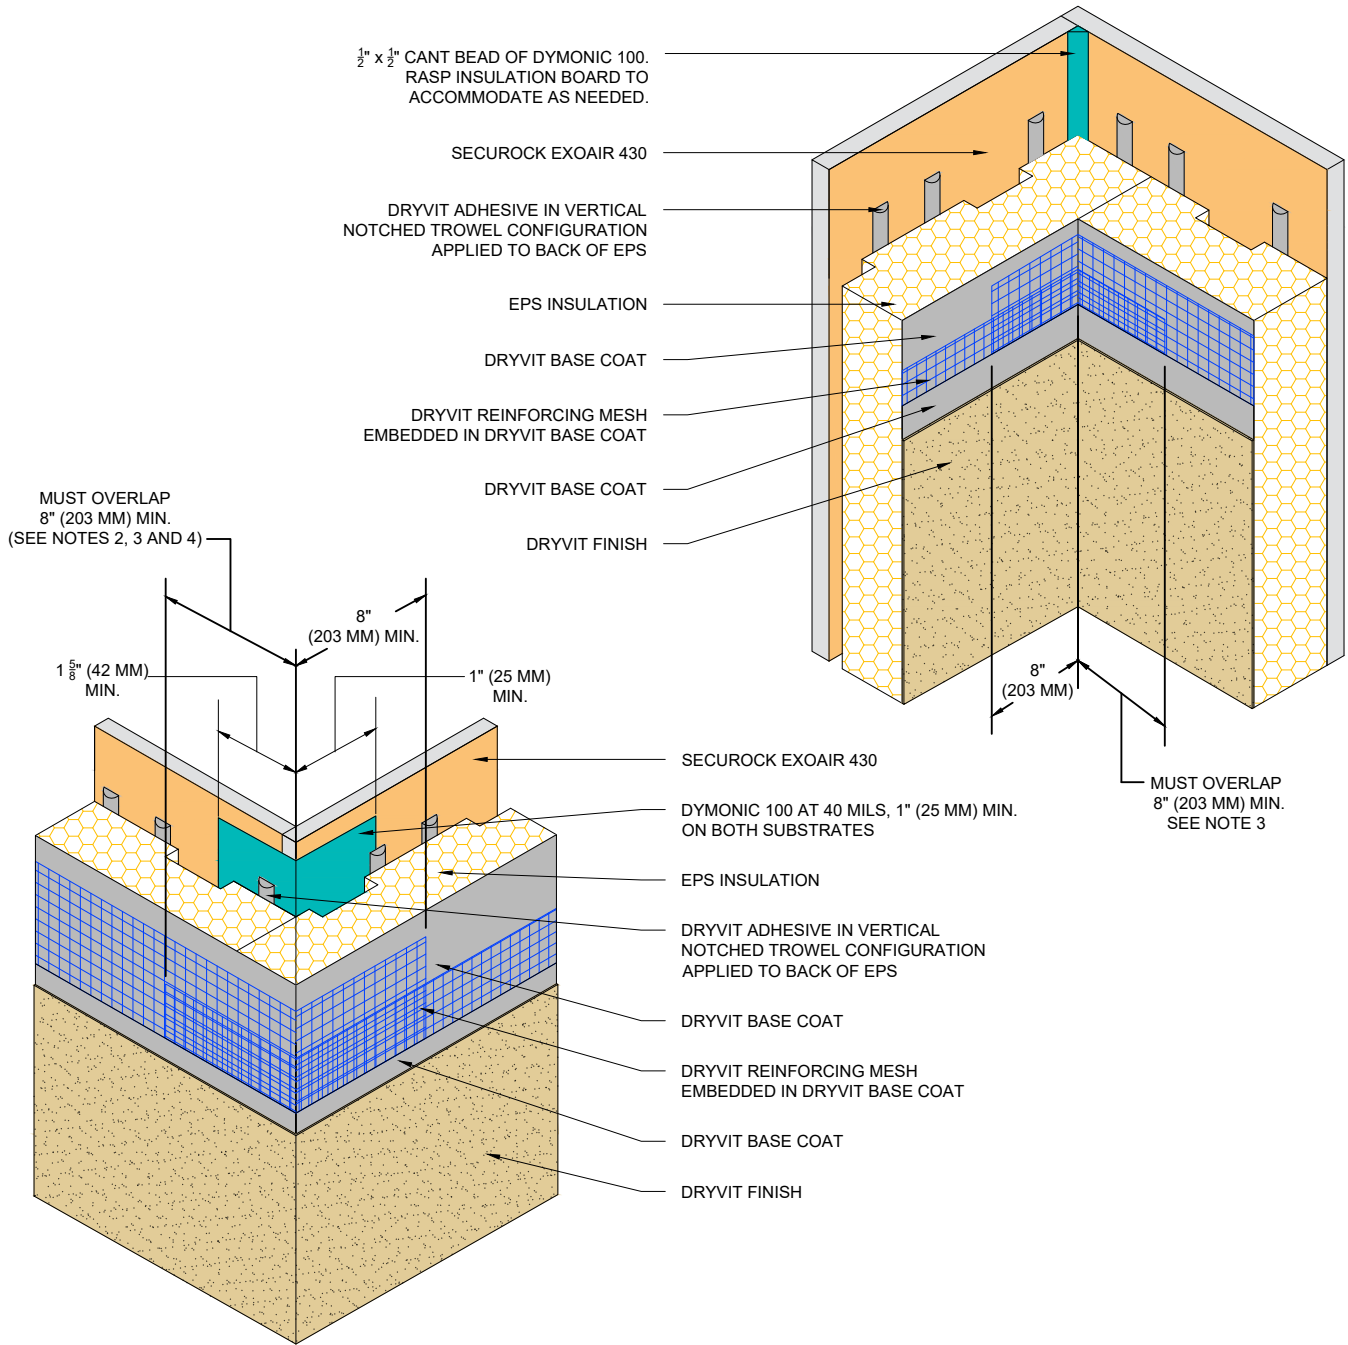 ½" x ½" CANT BEAD OF DYMONIC 100.
RASP INSULATION BOARD TO
ACCOMMODATE AS NEEDED.
SECUROCK EXOAIR 430
DRYVIT ADHESIVE IN VERTICAL
NOTCHED TROWEL CONFIGURATION
APPLIED TO BACK OF EPS
EPS INSULATION
DRYVIT BASE COAT
DRYVIT REINFORCING MESH
EMBEDDED IN DRYVIT BASE COAT
DRYVIT BASE COAT
DRYVIT FINISH
8"
(203 MM)
MUST OVERLAP
8" (203 MM) MIN.
SEE NOTE 3
MUST OVERLAP
8" (203 MM) MIN.
(SEE NOTES 2, 3 AND 4)
8"
(203 MM) MIN.
1 ⅝" (42 MM)
MIN.
1" (25 MM)
MIN.
SECUROCK EXOAIR 430
DYMONIC 100 AT 40 MILS, 1" (25 MM) MIN.
ON BOTH SUBSTRATES
EPS INSULATION
DRYVIT ADHESIVE IN VERTICAL
NOTCHED TROWEL CONFIGURATION
APPLIED TO BACK OF EPS
DRYVIT BASE COAT
DRYVIT REINFORCING MESH
EMBEDDED IN DRYVIT BASE COAT
DRYVIT BASE COAT
DRYVIT FINISH